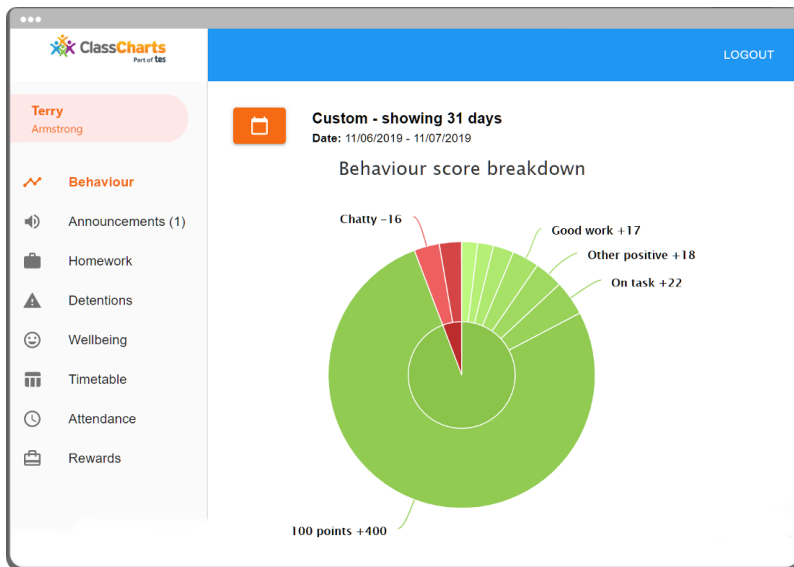 ClassCharts
Part of tes
LOGOUT
Terry
Armstrong
Behaviour
Announcements (1)
Homework
Detentions
Wellbeing
Timetable
Attendance
Rewards
Custom - showing 31 days
Date: 11/06/2019 - 11/07/2019
Behaviour score breakdown
Chatty −16
Good work +17
Other positive +18
On task +22
100 points +400